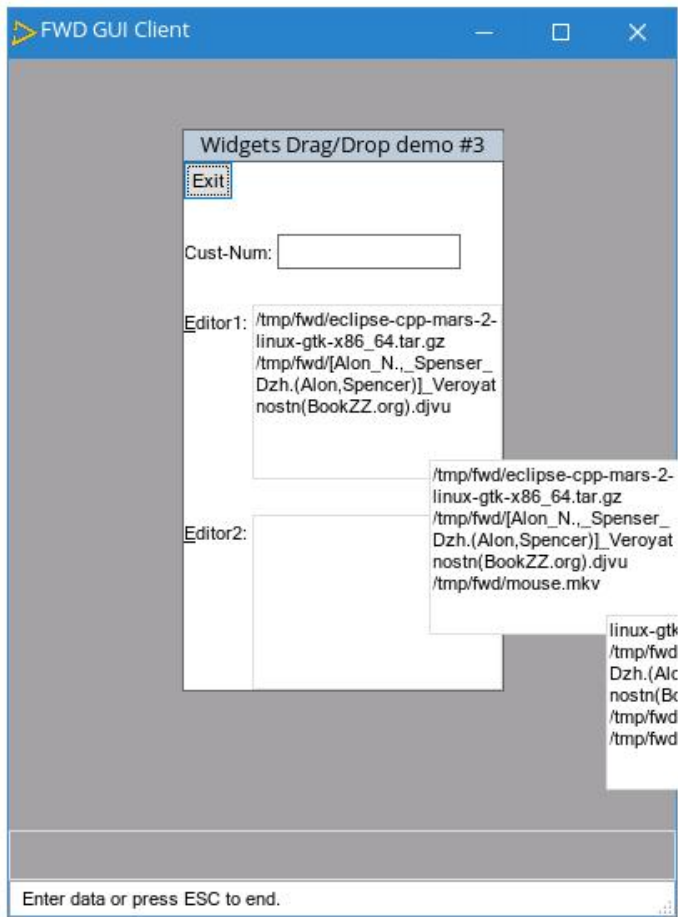 FWD GUI Client
Widgets Drag/Drop demo #3
Exit
Cust-Num:
Editor1:
/tmp/fwd/eclipse-cpp-mars-2-
linux-gtk-x86_64.tar.gz
/tmp/fwd/[Alon_N.,_Spenser_
Dzh.(Alon,Spencer)]_Veroyat
nostn(BookZZ.org).djvu
Editor2:
/tmp/fwd/eclipse-cpp-mars-2-
linux-gtk-x86_64.tar.gz
/tmp/fwd/[Alon_N.,_Spenser_
Dzh.(Alon,Spencer)]_Veroyat
nostn(BookZZ.org).djvu
/tmp/fwd/mouse.mkv
linux-gtk
/tmp/fwd
Dzh.(Alo
nostn(Bo
/tmp/fwd
/tmp/fwd
Enter data or press ESC to end.